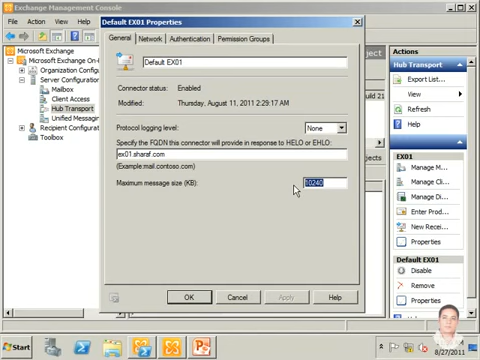 Exchange Management Console
File
Action
View
Help
Microsoft Exchange
Microsoft Exchange On-
Organization Configur
Server Configuration
Mailbox
Client Access
Hub Transport
Unified Messaging
Recipient Configuratio
Toolbox
Default EX01 Properties
General
Network
Authentication
Permission Groups
Default EX01
Connector status:
Enabled
Modified:
Thursday, August 11, 2011 2:29:17 AM
Protocol logging level:
None
Specify the FQDN this connector will provide in response to HELO or EHLO:
ex01.sharaf.com
(Example:mail.contoso.com)
Maximum message size (KB):
10240
OK
Cancel
Apply
Help
Actions
Hub Transport
Export List...
View
Refresh
Help
EX01
Manage M...
Manage Cli...
Manage Di...
Enter Prod...
New Recei...
Properties
Default EX01
Disable
Remove
Properties
Start
8/27/2011